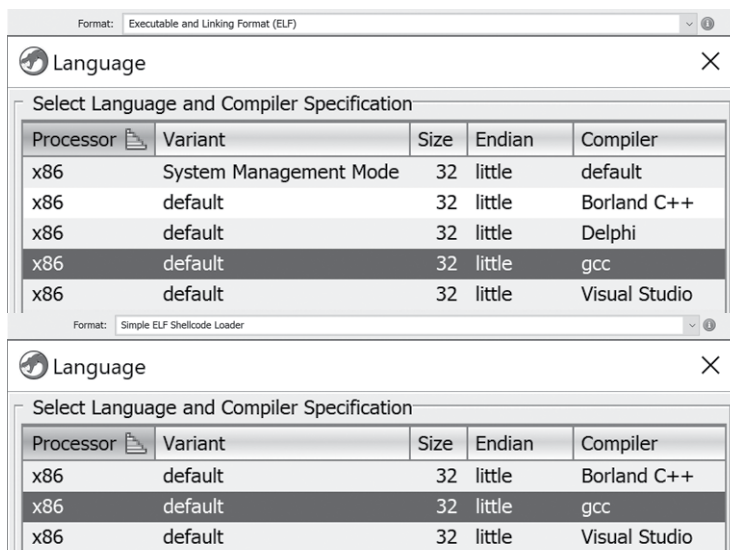 Format: Executable and Linking Format (ELF)
Language
Select Language and Compiler Specification
Processor Variant Size Endian Compiler
x86 System Management Mode 32 little default
x86 default 32 little Borland C++
x86 default 32 little Delphi
x86 default 32 little gcc
x86 default 32 little Visual Studio
Format: Simple ELF Shellcode Loader
Language
Select Language and Compiler Specification
Processor Variant Size Endian Compiler
x86 default 32 little Borland C++
x86 default 32 little gcc
x86 default 32 little Visual Studio